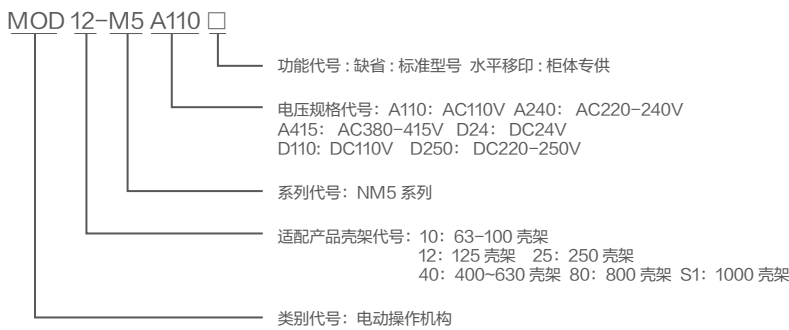 MOD 12-M5 A110 □
功能代号 : 缺省 : 标准型号 水平移印 : 柜体专供
电压规格代号： A110： AC110V A240： AC220-240V
A415： AC380-415V D24： DC24V
D110: DC110V D250： DC220-250V
系列代号：NM5 系列
适配产品壳架代号：10：63-100 壳架
12：125 壳架 25：250 壳架
40：400~630 壳架 80：800 壳架 S1：1000 壳架
类别代号：电动操作机构